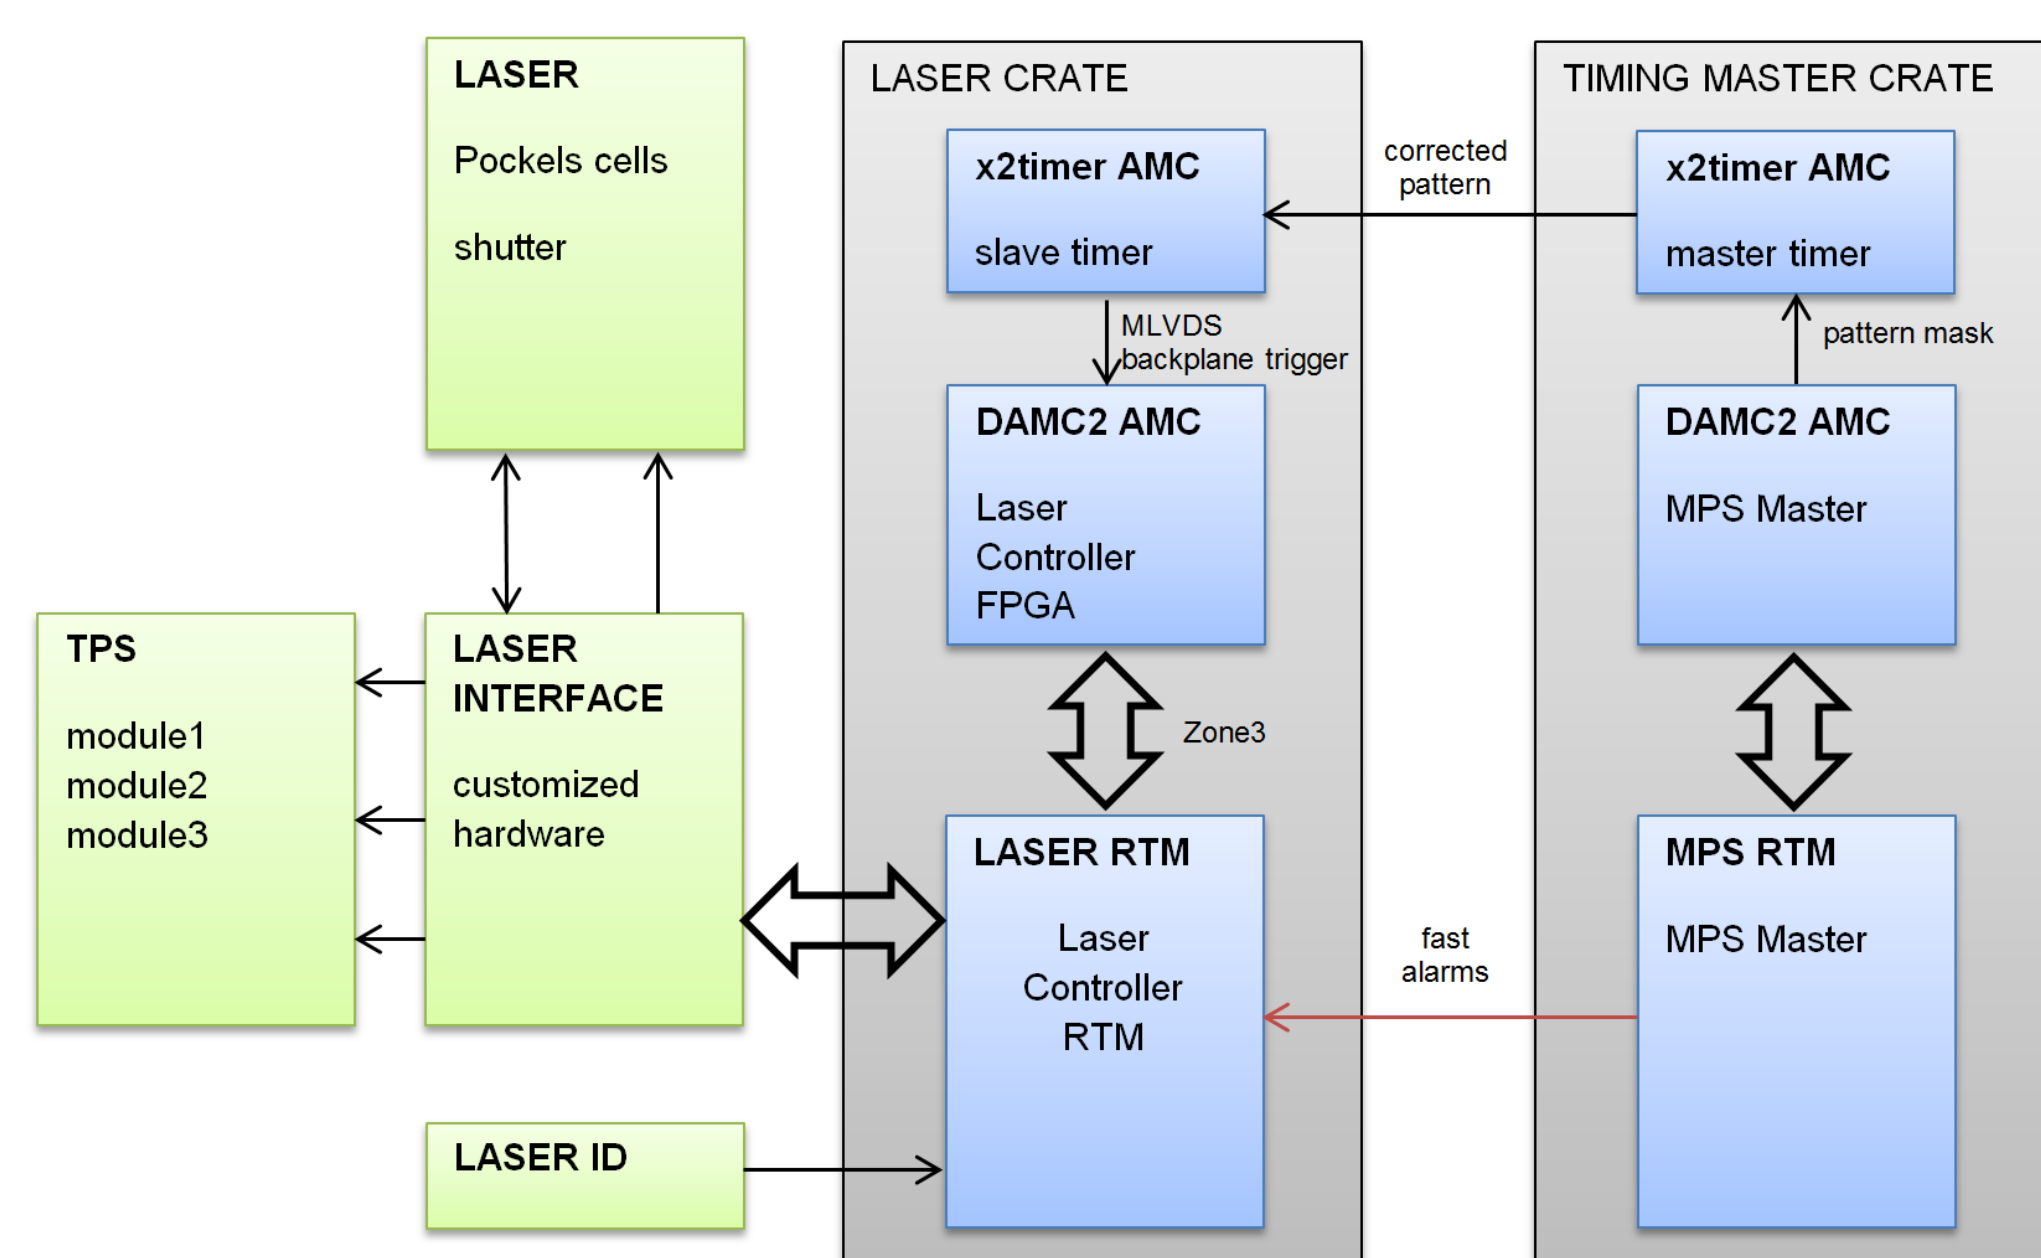 LASER
Pockels cells
shutter
TPS
module1
module2
module3
LASER
INTERFACE
customized
hardware
LASER ID
LASER CRATE
x2timer AMC
slave timer
MLVDS
backplane trigger
DAMC2 AMC
Laser
Controller
FPGA
Zone3
LASER RTM
Laser
Controller
RTM
corrected
pattern
fast
alarms
TIMING MASTER CRATE
x2timer AMC
master timer
pattern mask
DAMC2 AMC
MPS Master
MPS RTM
MPS Master